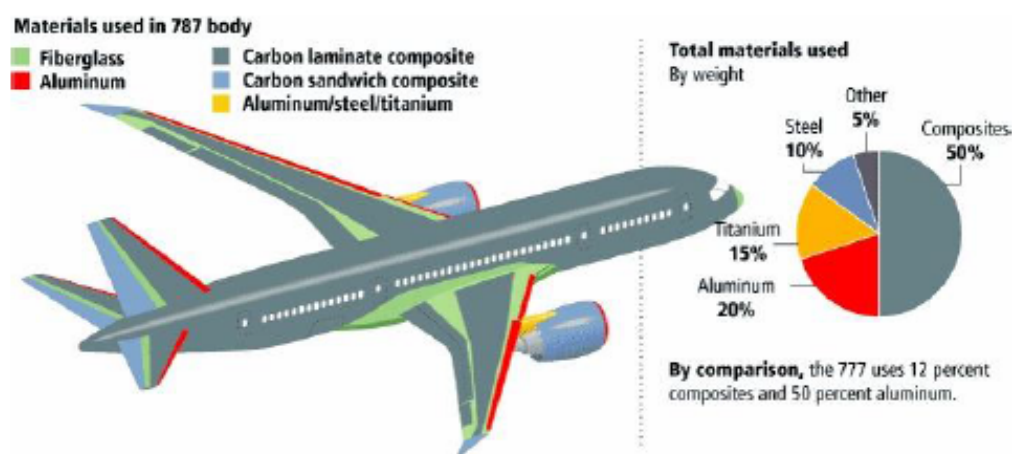 Materials used in 787 body
Fiberglass
Aluminum
Carbon laminate composite
Carbon sandwich composite
Aluminum/steel/titanium
Total materials used
By weight
Other
5%
Steel
10%
Composites
50%
Titanium
15%
Aluminum
20%
By comparison, the 777 uses 12 percent
composites and 50 percent aluminum.